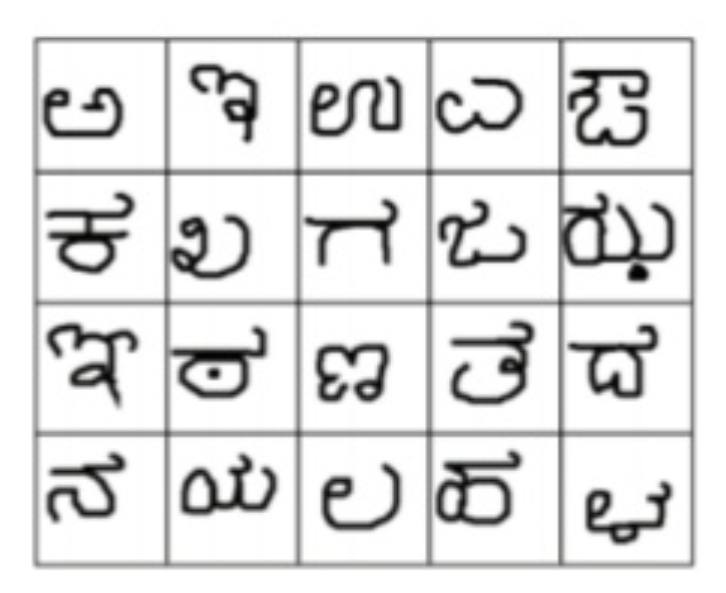 ಅ ಇ ಉ ಎ ಔ
ಕ ಖ ಗ ಜ ಝ
ಞ ಠ ಣ ತ ದ
ನ ಯ ಲ ಹ ಳ